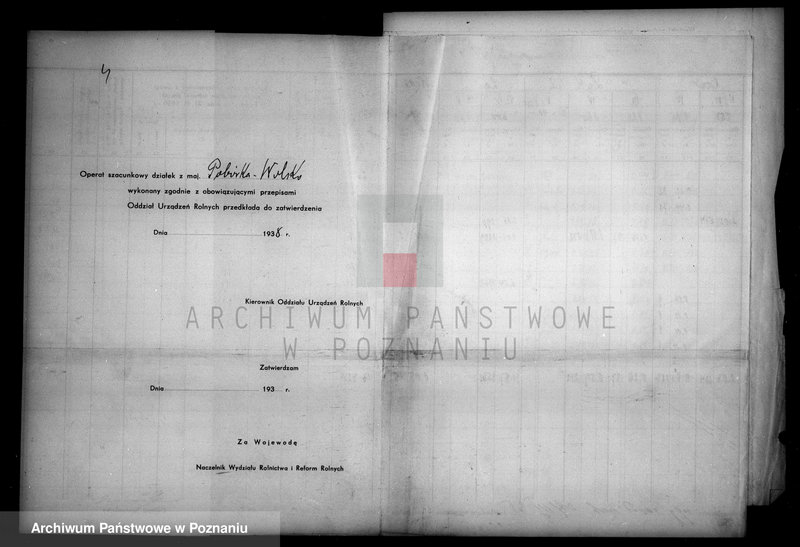 4
Operat szacunkowy działek z maj. Pobórka-Wolsko
wykonany zgodnie z obowiązującymi przepisami
Oddział Urządzeń Rolnych przedkłada do zatwierdzenia
Dnia 1938 r.
Kierownik Oddziału Urządzeń Rolnych
ARCHIWUM PAŃSTWOWE
W POZNANIU
Zatwierdzam
Dnia 193 r.
Za Wojewodę
Naczelnik Wydziału Rolnictwa i Reform Rolnych
Archiwum Państwowe w Poznaniu